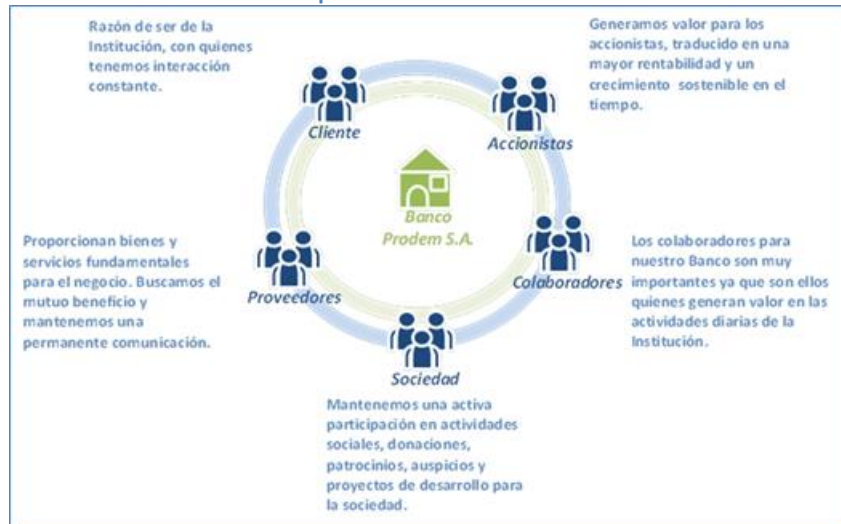 Razón de ser de la
Institución, con quienes
tenemos interacción
constante.
Generamos valor para los
accionistas, traducido en una
mayor rentabilidad y un
crecimiento sostenible en el
tiempo.
Cliente
Accionistas
Banco
Prodem S.A.
Proporcionan bienes y
servicios fundamentales
para el negocio. Buscamos el
mutuo beneficio y
mantenemos una
permanente comunicación.
Proveedores
Colaboradores
Los colaboradores para
nuestro Banco son muy
importantes ya que son ellos
quienes generan valor en las
actividades diarias de la
Institución.
Sociedad
Mantenemos una activa
participación en actividades
sociales, donaciones,
patrocinios, auspicios y
proyectos de desarrollo para
la sociedad.